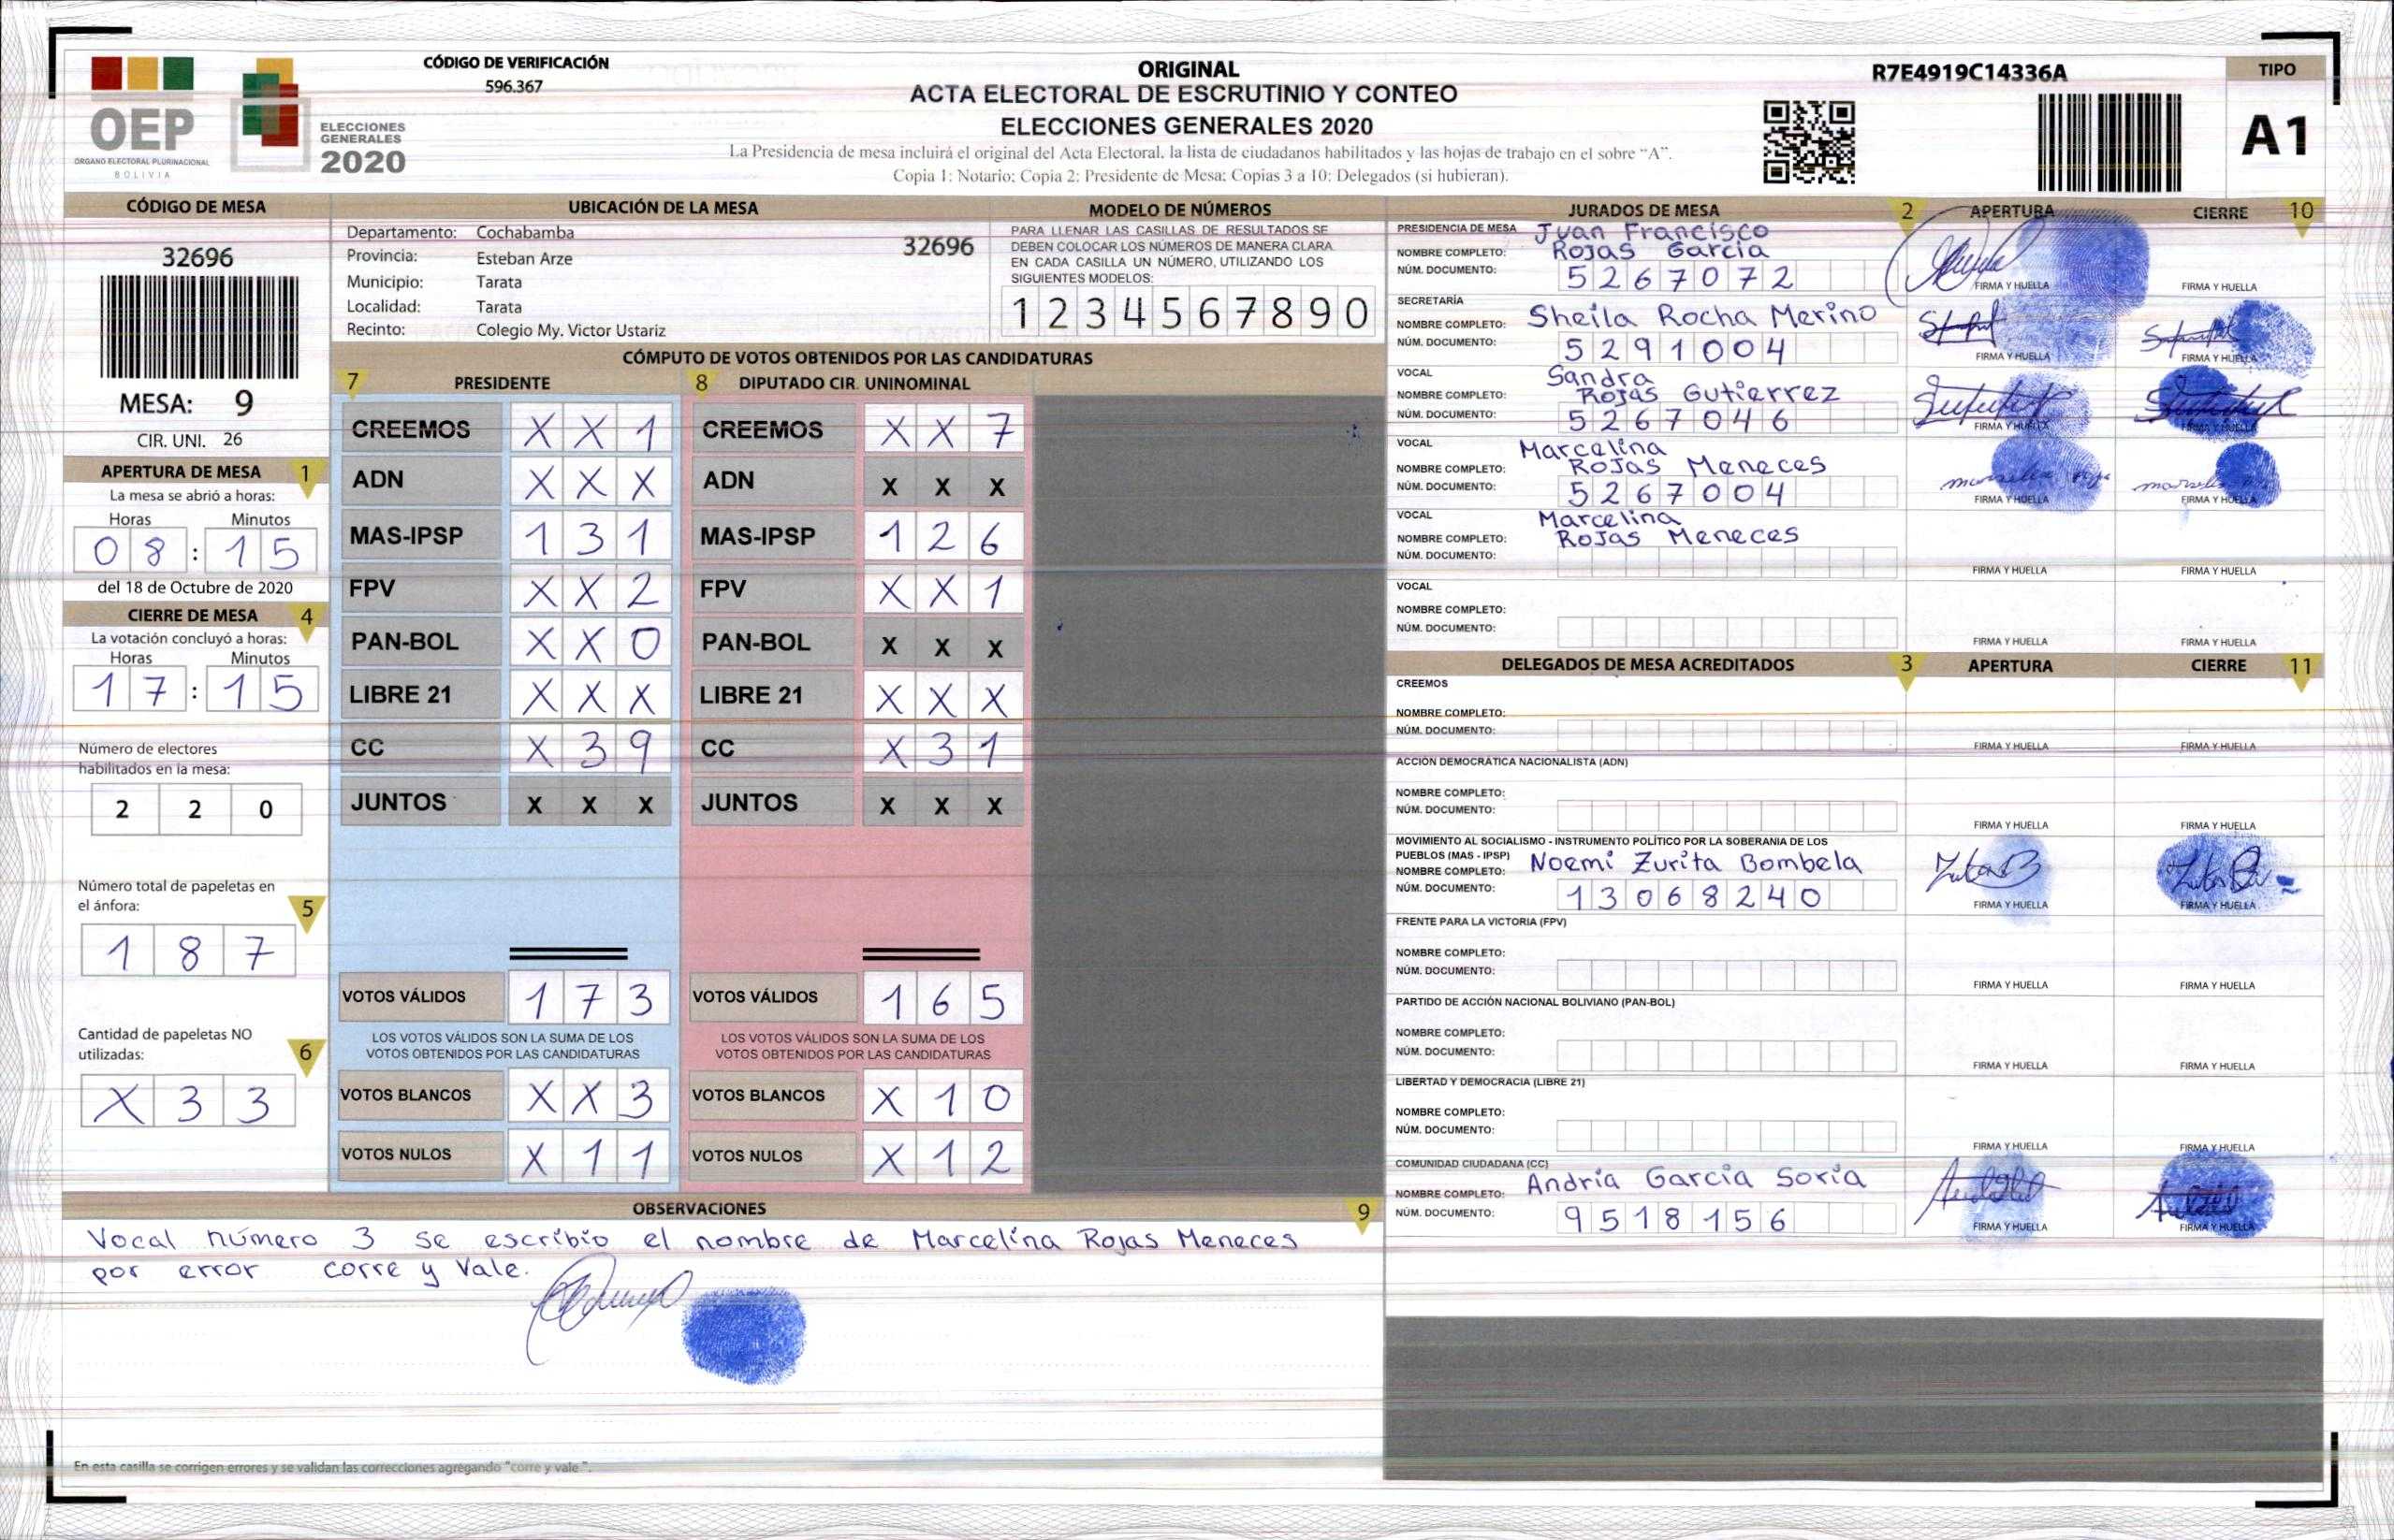 OEP
ÓRGANO ELECTORAL PLURINACIONAL
BOLIVIA
ELECCIONES
GENERALES
2020
CÓDIGO DE VERIFICACIÓN
596.367
ORIGINAL
ACTA ELECTORAL DE ESCRUTINIO Y CONTEO
ELECCIONES GENERALES 2020
La Presidencia de mesa incluirá el original del Acta Electoral, la lista de ciudadanos habilitados y las hojas de trabajo en el sobre “A”.
Copia 1: Notario; Copia 2: Presidente de Mesa; Copias 3 a 10: Delegados (si hubieran).
R7E4919C14336A
TIPO
A1
CÓDIGO DE MESA
32696
MESA: 9
CIR. UNI. 26
APERTURA DE MESA 1
La mesa se abrió a horas:
Horas Minutos
08 : 15
del 18 de Octubre de 2020
CIERRE DE MESA 4
La votación concluyó a horas:
Horas Minutos
17 : 15
Número de electores
habilitados en la mesa:
2 2 0
Número total de papeletas en
el ánfora: 5
1 8 7
Cantidad de papeletas NO
utilizadas: 6
X 3 3
UBICACIÓN DE LA MESA
Departamento: Cochabamba
Provincia: Esteban Arze
Municipio: Tarata
Localidad: Tarata
Recinto: Colegio My. Victor Ustariz
32696
MODELO DE NÚMEROS
PARA LLENAR LAS CASILLAS DE RESULTADOS SE
DEBEN COLOCAR LOS NÚMEROS DE MANERA CLARA
EN CADA CASILLA UN NÚMERO, UTILIZANDO LOS
SIGUIENTES MODELOS:
1 2 3 4 5 6 7 8 9 0
CÓMPUTO DE VOTOS OBTENIDOS POR LAS CANDIDATURAS
7 PRESIDENTE 8 DIPUTADO CIR. UNINOMINAL
CREEMOS X X 1 CREEMOS X X 7
ADN X X X ADN X X X
MAS-IPSP 1 3 1 MAS-IPSP 1 2 6
FPV X X 2 FPV X X 1
PAN-BOL X X 0 PAN-BOL X X X
LIBRE 21 X X X LIBRE 21 X X X
CC X 3 9 CC X 3 1
JUNTOS X X X JUNTOS X X X
VOTOS VÁLIDOS 1 7 3 VOTOS VÁLIDOS 1 6 5
LOS VOTOS VÁLIDOS SON LA SUMA DE LOS LOS VOTOS VÁLIDOS SON LA SUMA DE LOS
VOTOS OBTENIDOS POR LAS CANDIDATURAS VOTOS OBTENIDOS POR LAS CANDIDATURAS
VOTOS BLANCOS X X 3 VOTOS BLANCOS X 1 0
VOTOS NULOS X 1 1 VOTOS NULOS X 1 2
OBSERVACIONES 9
Vocal número 3 se escribio el nombre de Marcelina Rojas Meneces
por error corre y Vale.
En esta casilla se corrigen errores y se validan las correcciones agregando "corre y vale ".
JURADOS DE MESA 2 APERTURA CIERRE 10
PRESIDENCIA DE MESA Juan Francisco
NOMBRE COMPLETO: Rojas Garcia
NÚM. DOCUMENTO: 5267072
FIRMA Y HUELLA FIRMA Y HUELLA
SECRETARÍA
NOMBRE COMPLETO: Sheila Rocha Merino
NÚM. DOCUMENTO: 5291004
FIRMA Y HUELLA FIRMA Y HUELLA
VOCAL Sandra
NOMBRE COMPLETO: Rojas Gutierrez
NÚM. DOCUMENTO: 5267046
FIRMA Y HUELLA FIRMA Y HUELLA
VOCAL Marcelina
NOMBRE COMPLETO: Rojas Meneces
NÚM. DOCUMENTO: 5267004
FIRMA Y HUELLA FIRMA Y HUELLA
VOCAL Marcelina
NOMBRE COMPLETO: Rojas Meneces
NÚM. DOCUMENTO:
FIRMA Y HUELLA FIRMA Y HUELLA
VOCAL
NOMBRE COMPLETO:
NÚM. DOCUMENTO:
FIRMA Y HUELLA FIRMA Y HUELLA
DELEGADOS DE MESA ACREDITADOS 3 APERTURA CIERRE 11
CREEMOS
NOMBRE COMPLETO:
NÚM. DOCUMENTO:
FIRMA Y HUELLA FIRMA Y HUELLA
ACCIÓN DEMOCRÁTICA NACIONALISTA (ADN)
NOMBRE COMPLETO:
NÚM. DOCUMENTO:
FIRMA Y HUELLA FIRMA Y HUELLA
MOVIMIENTO AL SOCIALISMO - INSTRUMENTO POLÍTICO POR LA SOBERANIA DE LOS
PUEBLOS (MAS - IPSP)
NOMBRE COMPLETO: Noemi Zurita Bombela
NÚM. DOCUMENTO: 13068240
FIRMA Y HUELLA FIRMA Y HUELLA
FRENTE PARA LA VICTORIA (FPV)
NOMBRE COMPLETO:
NÚM. DOCUMENTO:
FIRMA Y HUELLA FIRMA Y HUELLA
PARTIDO DE ACCIÓN NACIONAL BOLIVIANO (PAN-BOL)
NOMBRE COMPLETO:
NÚM. DOCUMENTO:
FIRMA Y HUELLA FIRMA Y HUELLA
LIBERTAD Y DEMOCRACIA (LIBRE 21)
NOMBRE COMPLETO:
NÚM. DOCUMENTO:
FIRMA Y HUELLA FIRMA Y HUELLA
COMUNIDAD CIUDADANA (CC)
NOMBRE COMPLETO: Andria Garcia Soria
NÚM. DOCUMENTO: 9518156
FIRMA Y HUELLA FIRMA Y HUELLA